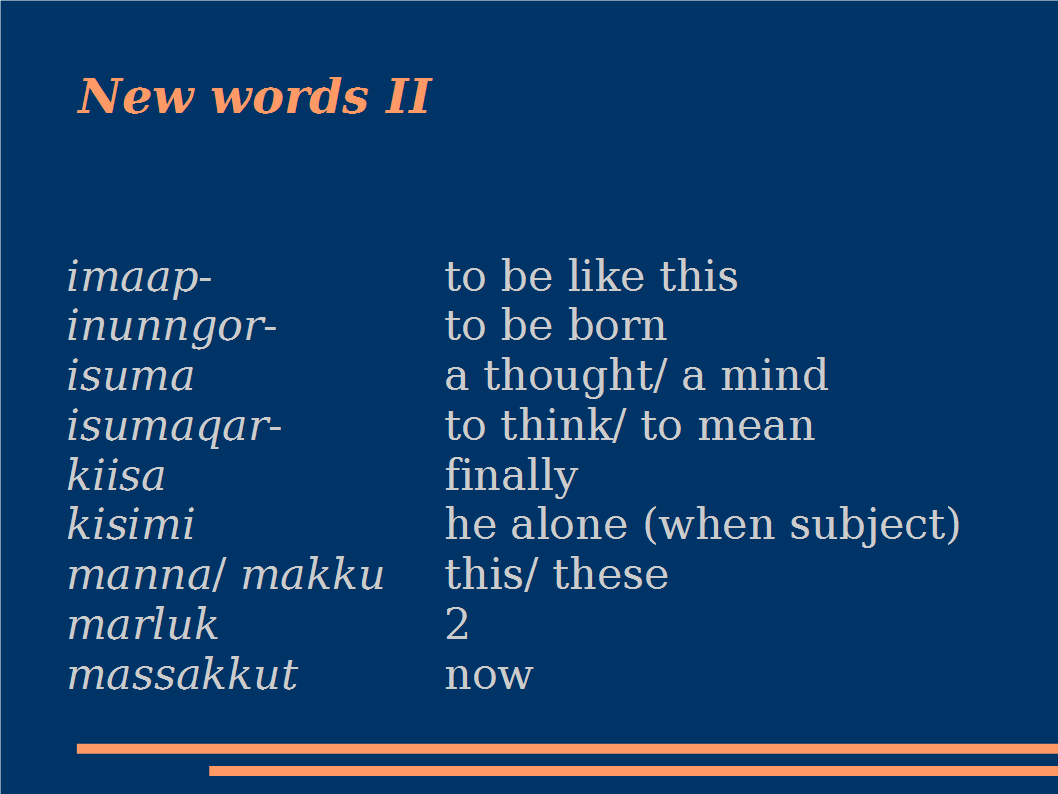 New words II
imaap- to be like this
inunngor- to be born
isuma a thought/ a mind
isumaqar- to think/ to mean
kiisa finally
kisimi he alone (when subject)
manna/ makku this/ these
marluk 2
massakkut now